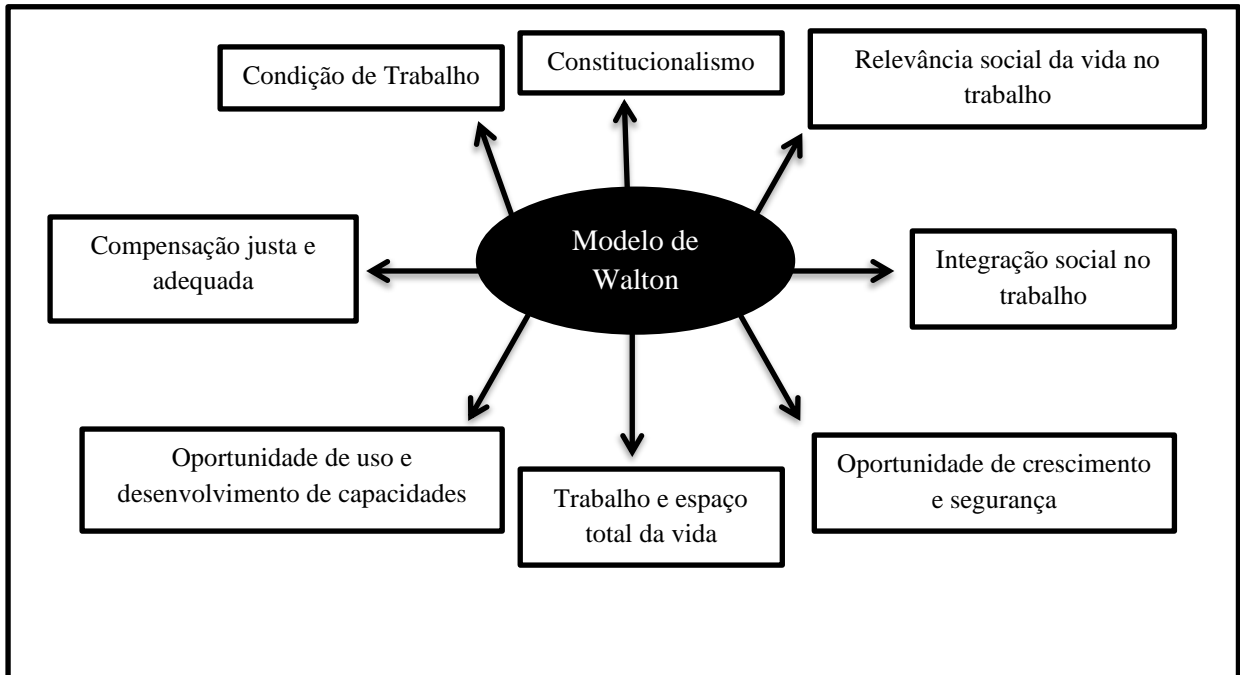 Condição de Trabalho
Constitucionalismo
Relevância social da vida no
trabalho
Compensação justa e
adequada
Modelo de
Walton
Integração social no
trabalho
Oportunidade de uso e
desenvolvimento de capacidades
Trabalho e espaço
total da vida
Oportunidade de crescimento
e segurança